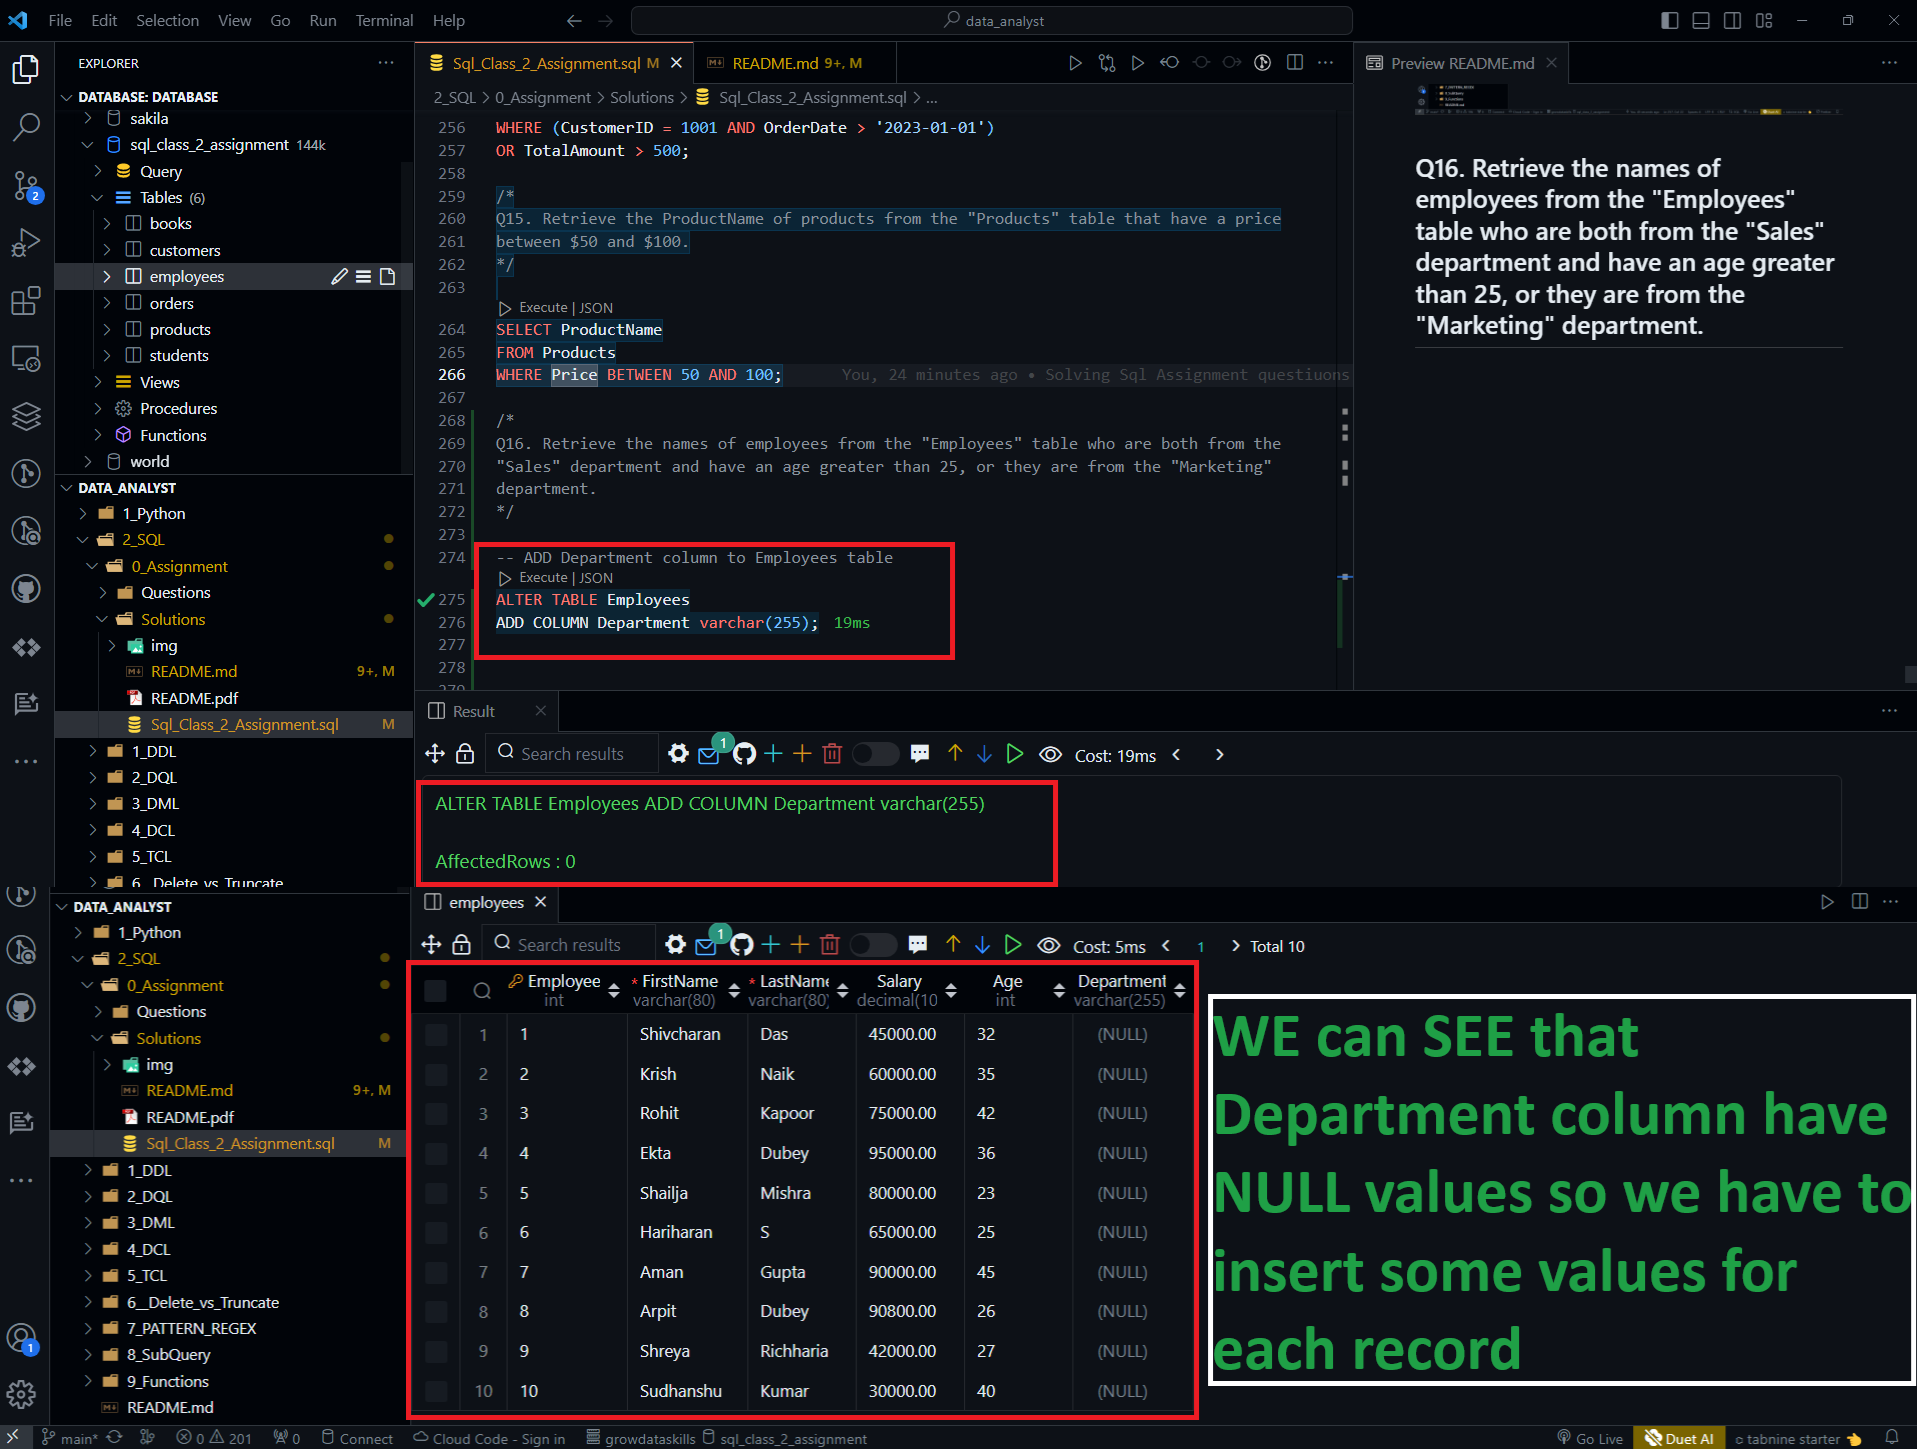 File Edit Selection View Go Run Terminal Help
data_analyst
EXPLORER
DATABASE: DATABASE
sakila
sql_class_2_assignment 144k
Query
Tables (6)
books
customers
employees
orders
products
students
Views
Procedures
Functions
world
DATA_ANALYST
1_Python
2_SQL
0_Assignment
Questions
Solutions
img
README.md 9+, M
README.pdf
Sql_Class_2_Assignment.sql M
1_DDL
2_DQL
3_DML
4_DCL
5_TCL
6__Delete_vs_Truncate
2
Sql_Class_2_Assignment.sql M
README.md 9+, M
2_SQL > 0_Assignment > Solutions > Sql_Class_2_Assignment.sql > ...
256 WHERE (CustomerID = 1001 AND OrderDate > '2023-01-01')
257 OR TotalAmount > 500;
258
259 /*
260 Q15. Retrieve the ProductName of products from the "Products" table that have a price
261 between $50 and $100.
262 */
263
Execute | JSON
264 SELECT ProductName
265 FROM Products
266 WHERE Price BETWEEN 50 AND 100; You, 24 minutes ago • Solving Sql Assignment questiuons
267
268 /*
269 Q16. Retrieve the names of employees from the "Employees" table who are both from the
270 "Sales" department and have an age greater than 25, or they are from the "Marketing"
271 department.
272 */
273
274 -- ADD Department column to Employees table
Execute | JSON
275 ALTER TABLE Employees
276 ADD COLUMN Department varchar(255); 19ms
277
278
279
Preview README.md
Q16. Retrieve the names of
employees from the "Employees"
table who are both from the "Sales"
department and have an age greater
than 25, or they are from the
"Marketing" department.
Result
Search results
1
Cost: 19ms
ALTER TABLE Employees ADD COLUMN Department varchar(255)
AffectedRows : 0
DATA_ANALYST
1_Python
2_SQL
0_Assignment
Questions
Solutions
img
README.md 9+, M
README.pdf
Sql_Class_2_Assignment.sql M
1_DDL
2_DQL
3_DML
4_DCL
5_TCL
6__Delete_vs_Truncate
7_PATTERN_REGEX
8_SubQuery
9_Functions
README.md
1
employees
Search results
1
Cost: 5ms 1 Total 10
Employee * FirstName * LastName Salary Age Department
int varchar(80) varchar(80) decimal(10 int varchar(255)
1 1 Shivcharan Das 45000.00 32 (NULL)
2 2 Krish Naik 60000.00 35 (NULL)
3 3 Rohit Kapoor 75000.00 42 (NULL)
4 4 Ekta Dubey 95000.00 36 (NULL)
5 5 Shailja Mishra 80000.00 23 (NULL)
6 6 Hariharan S 65000.00 25 (NULL)
7 7 Aman Gupta 90000.00 45 (NULL)
8 8 Arpit Dubey 90800.00 26 (NULL)
9 9 Shreya Richharia 42000.00 27 (NULL)
10 10 Sudhanshu Kumar 30000.00 40 (NULL)
WE can SEE that
Department column have
NULL values so we have to
insert some values for
each record
main* 0 201 0 Connect Cloud Code - Sign in growdataskills sql_class_2_assignment Go Live Duet AI tabnine starter